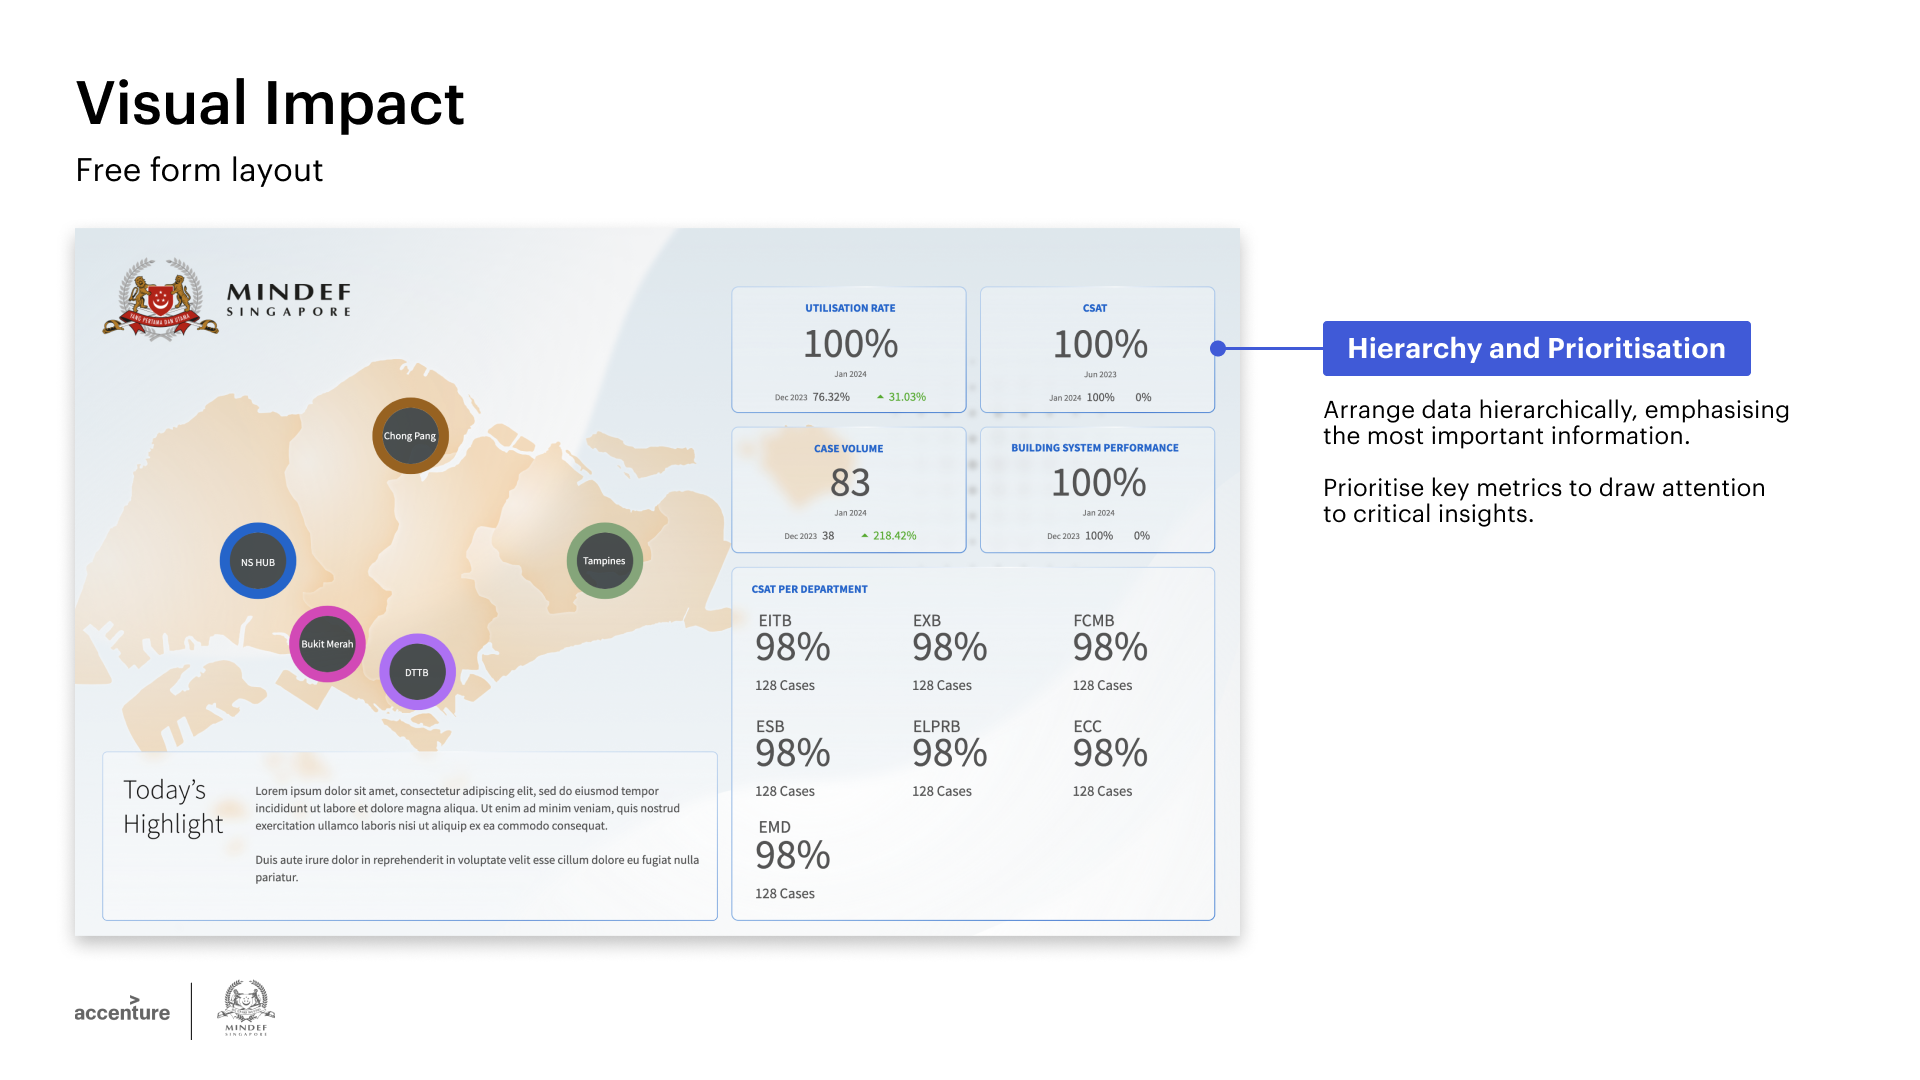 Visual Impact
Free form layout
MINDEF
SINGAPORE
YANG PERTAMA DAN UTAMA
Chong Pang
NS HUB
Tampines
Bukit Merah
DTTB
Today’s
Highlight
Lorem ipsum dolor sit amet, consectetur adipiscing elit, sed do eiusmod tempor
incididunt ut labore et dolore magna aliqua. Ut enim ad minim veniam, quis nostrud
exercitation ullamco laboris nisi ut aliquip ex ea commodo consequat.
Duis aute irure dolor in reprehenderit in voluptate velit esse cillum dolore eu fugiat nulla
pariatur.
UTILISATION RATE
100%
Jan 2024
Dec 2023 76.32% 31.03%
CSAT
100%
Jun 2023
Jan 2024 100% 0%
CASE VOLUME
83
Jan 2024
Dec 2023 38 218.42%
BUILDING SYSTEM PERFORMANCE
100%
Jan 2024
Dec 2023 100% 0%
CSAT PER DEPARTMENT
EITB
98%
128 Cases
EXB
98%
128 Cases
FCMB
98%
128 Cases
ESB
98%
128 Cases
ELPRB
98%
128 Cases
ECC
98%
128 Cases
EMD
98%
128 Cases
Hierarchy and Prioritisation
Arrange data hierarchically, emphasising
the most important information.
Prioritise key metrics to draw attention
to critical insights.
accenture
MINDEF
SINGAPORE